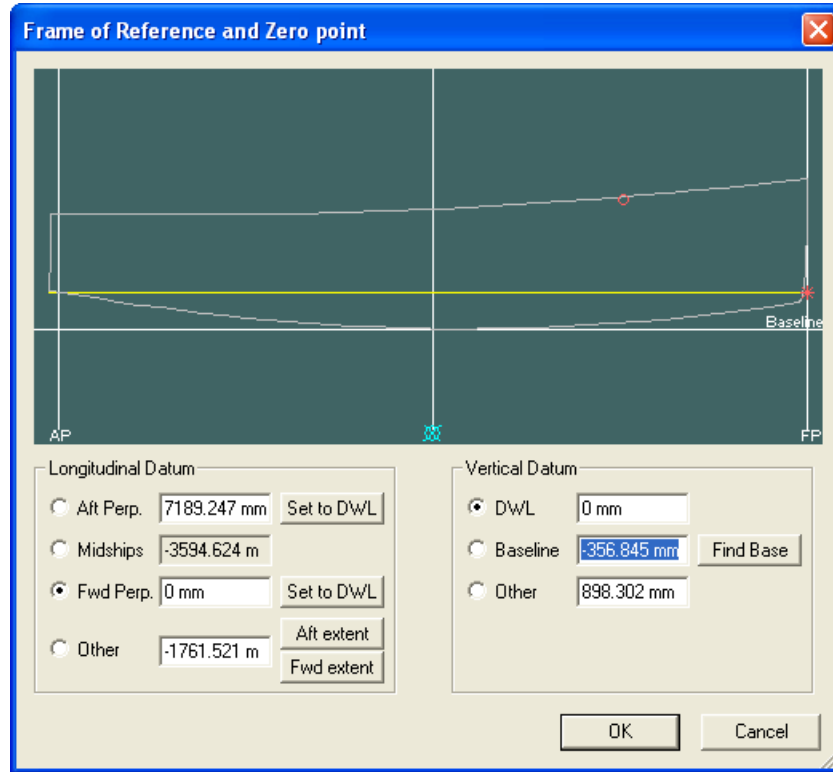 Frame of Reference and Zero point
Baseline
AP FP
Longitudinal Datum
Aft Perp. 7189.247 mm Set to DWL
Midships -3594.624 m
Fwd Perp. 0 mm Set to DWL
Other -1761.521 m Aft extent
Fwd extent
Vertical Datum
DWL 0 mm
Baseline -356.845 mm Find Base
Other 898.302 mm
OK Cancel